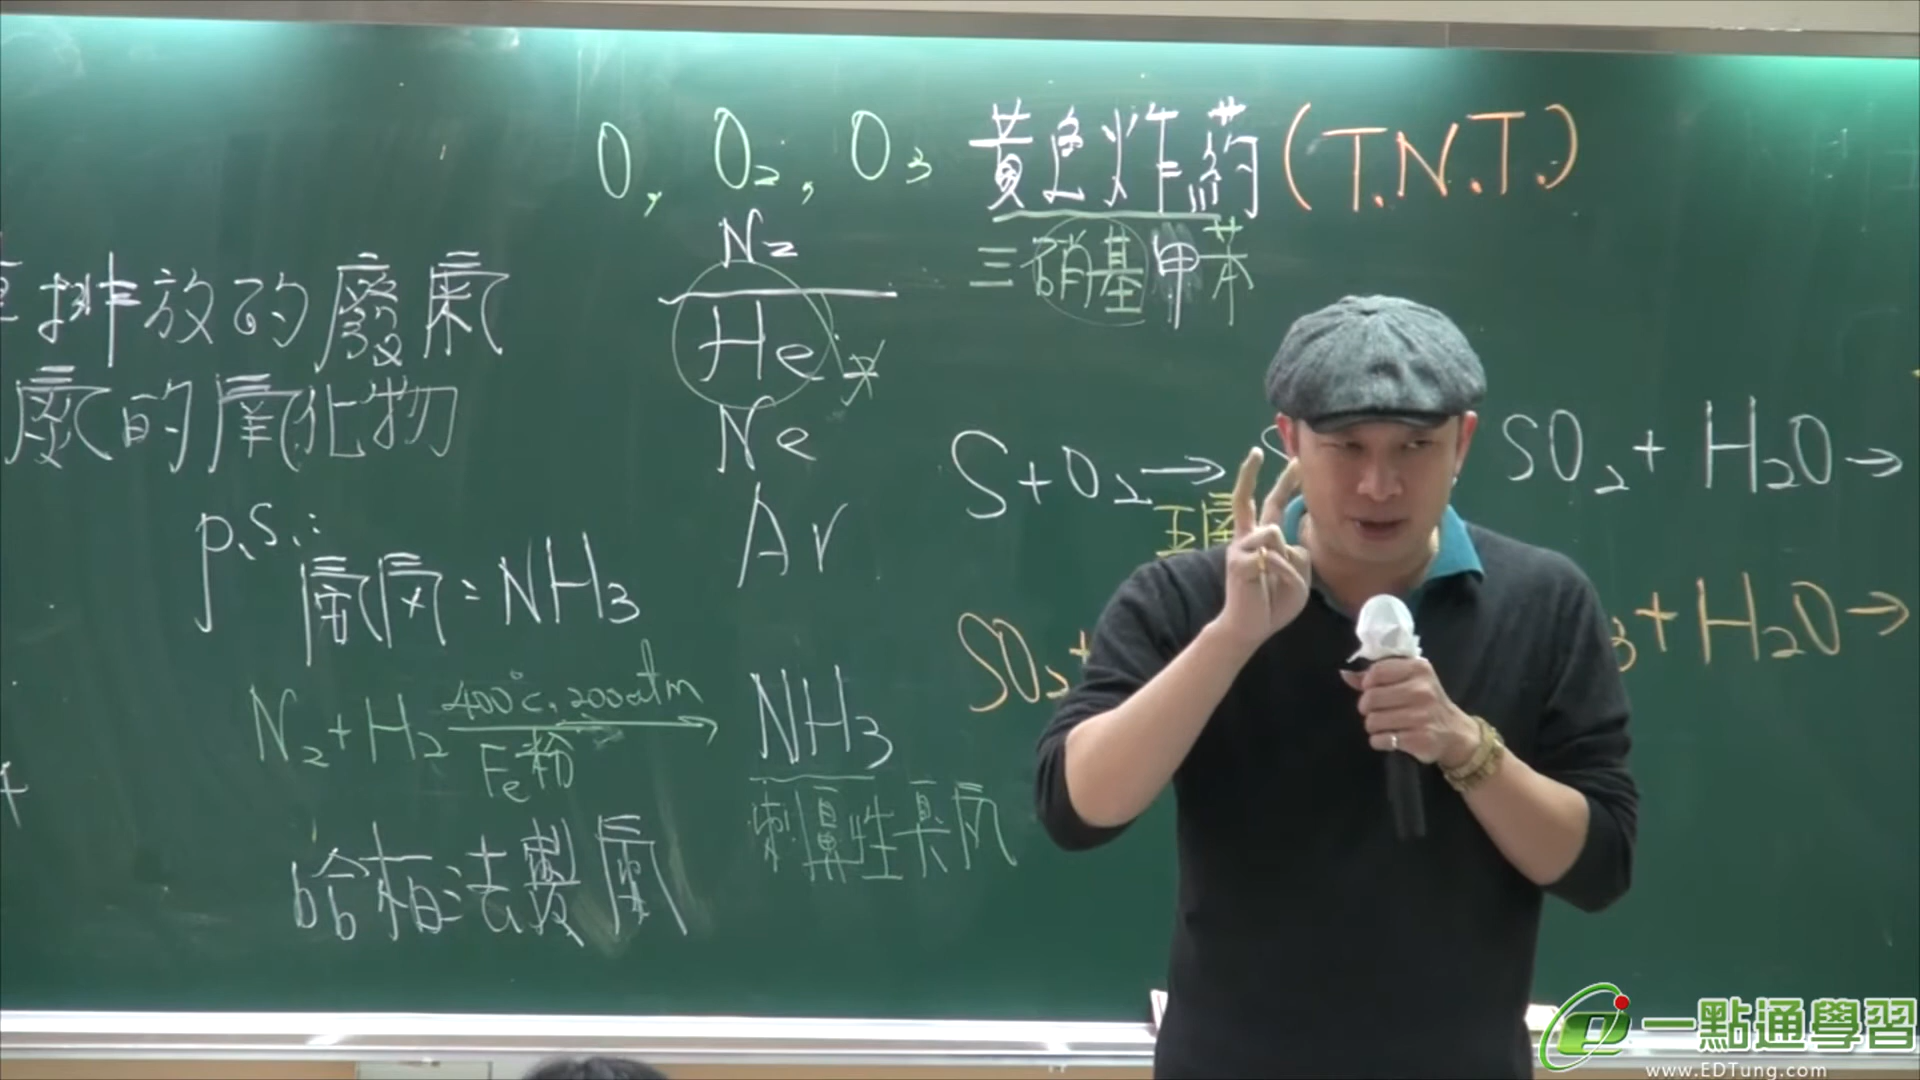 O, O2, O3
黃色炸藥(T.N.T.)
三硝基甲苯
N2
He
Ne
Ar
排放的廢氣
氮的氧化物
p.s.:
氨氣: NH3
N2+H2 400℃, 200atm Fe粉 → NH3
刺鼻性臭氣
哈柏法製氨
S+O2→
SO2+
SO2+H2O→
3+H2O→
一點通學習
www.EDTung.com